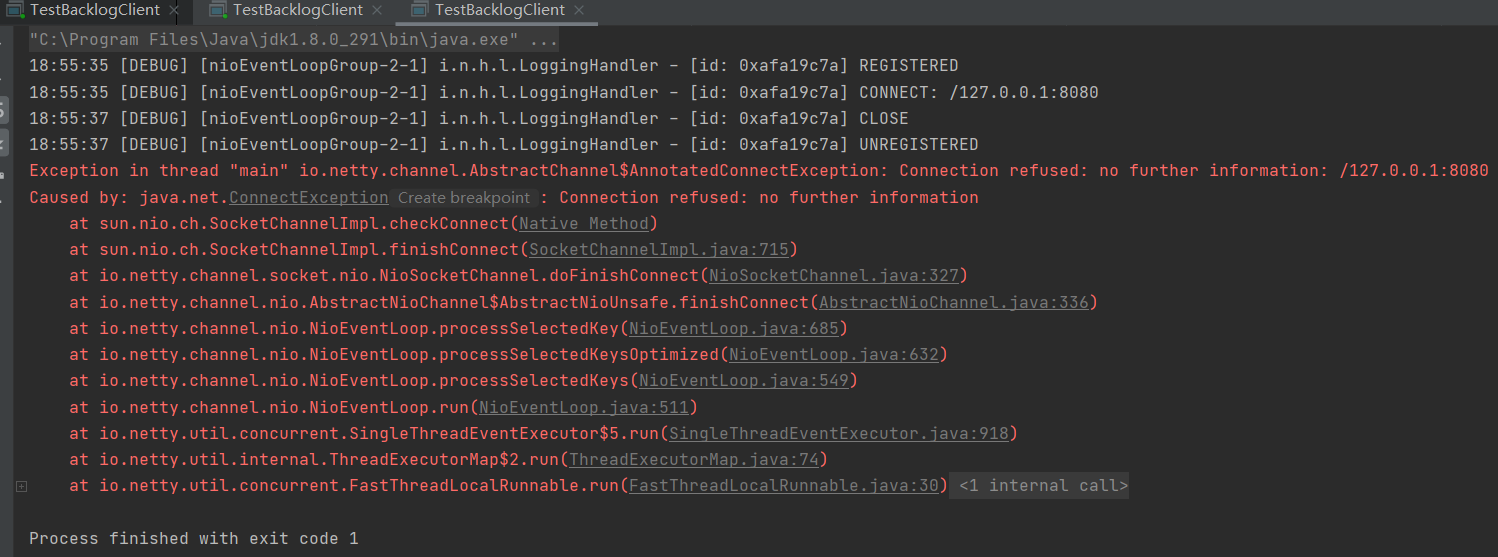 TestBacklogClient × TestBacklogClient × TestBacklogClient ×
"C:\Program Files\Java\jdk1.8.0_291\bin\java.exe" ...
18:55:35 [DEBUG] [nioEventLoopGroup-2-1] i.n.h.l.LoggingHandler - [id: 0xafa19c7a] REGISTERED
18:55:35 [DEBUG] [nioEventLoopGroup-2-1] i.n.h.l.LoggingHandler - [id: 0xafa19c7a] CONNECT: /127.0.0.1:8080
18:55:37 [DEBUG] [nioEventLoopGroup-2-1] i.n.h.l.LoggingHandler - [id: 0xafa19c7a] CLOSE
18:55:37 [DEBUG] [nioEventLoopGroup-2-1] i.n.h.l.LoggingHandler - [id: 0xafa19c7a] UNREGISTERED
Exception in thread "main" io.netty.channel.AbstractChannel$AnnotatedConnectException: Connection refused: no further information: /127.0.0.1:8080
Caused by: java.net.ConnectException Create breakpoint : Connection refused: no further information
at sun.nio.ch.SocketChannelImpl.checkConnect(Native Method)
at sun.nio.ch.SocketChannelImpl.finishConnect(SocketChannelImpl.java:715)
at io.netty.channel.socket.nio.NioSocketChannel.doFinishConnect(NioSocketChannel.java:327)
at io.netty.channel.nio.AbstractNioChannel$AbstractNioUnsafe.finishConnect(AbstractNioChannel.java:336)
at io.netty.channel.nio.NioEventLoop.processSelectedKey(NioEventLoop.java:685)
at io.netty.channel.nio.NioEventLoop.processSelectedKeysOptimized(NioEventLoop.java:632)
at io.netty.channel.nio.NioEventLoop.processSelectedKeys(NioEventLoop.java:549)
at io.netty.channel.nio.NioEventLoop.run(NioEventLoop.java:511)
at io.netty.util.concurrent.SingleThreadEventExecutor$5.run(SingleThreadEventExecutor.java:918)
at io.netty.util.internal.ThreadExecutorMap$2.run(ThreadExecutorMap.java:74)
at io.netty.util.concurrent.FastThreadLocalRunnable.run(FastThreadLocalRunnable.java:30) <1 internal call>
Process finished with exit code 1